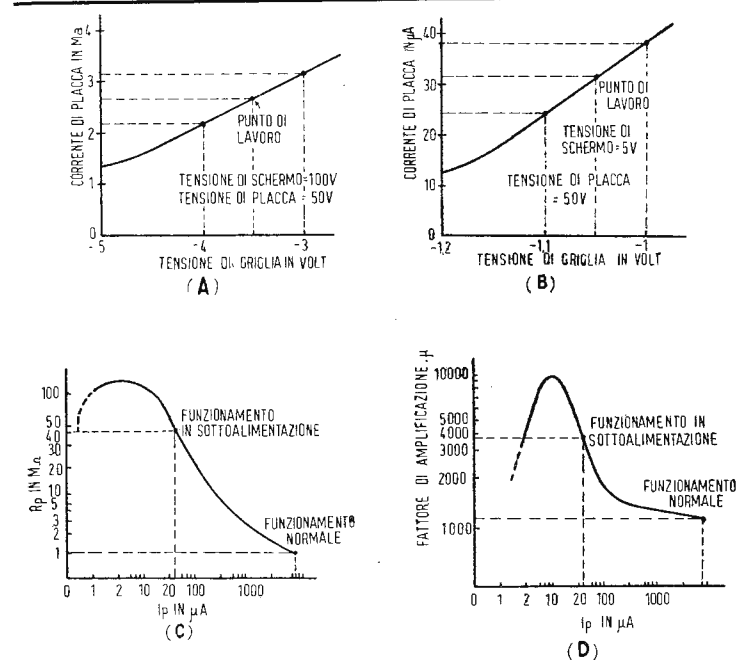 CORRENTE DI PLACCA IN Ma
4
3
2
1
0
-5
-4
-3
PUNTO DI
LAVORO
TENSIONE DI SCHERMO=100V
TENSIONE DI PLACCA = 50V
TENSIONE DI GRIGLIA IN VOLT
(A)
CORRENTE DI PLACCA IN µA
40
30
20
10
0
-1,2
-1,1
-1
PUNTO DI
LAVORO
TENSIONE DI
SCHERMO=5V
TENSIONE DI PLACCA
= 50V
TENSIONE DI GRIGLIA IN VOLT
(B)
Rp IN MΩ
100
50
40
30
20
10
5
3
2
1
FUNZIONAMENTO
IN SOTTOALIMENTAZIONE
FUNZIONAMENTO
NORMALE
0 1 2 10 20 100 1000
Ip IN µA
(C)
FATTORE DI AMPLIFICAZIONE, µ
10000
5000
4000
3000
2000
1000
FUNZIONAMENTO IN
SOTTOALIMENTAZIONE
FUNZIONAMENTO
NORMALE
0 1 2 10 20 100 1000
Ip IN µA
(D)